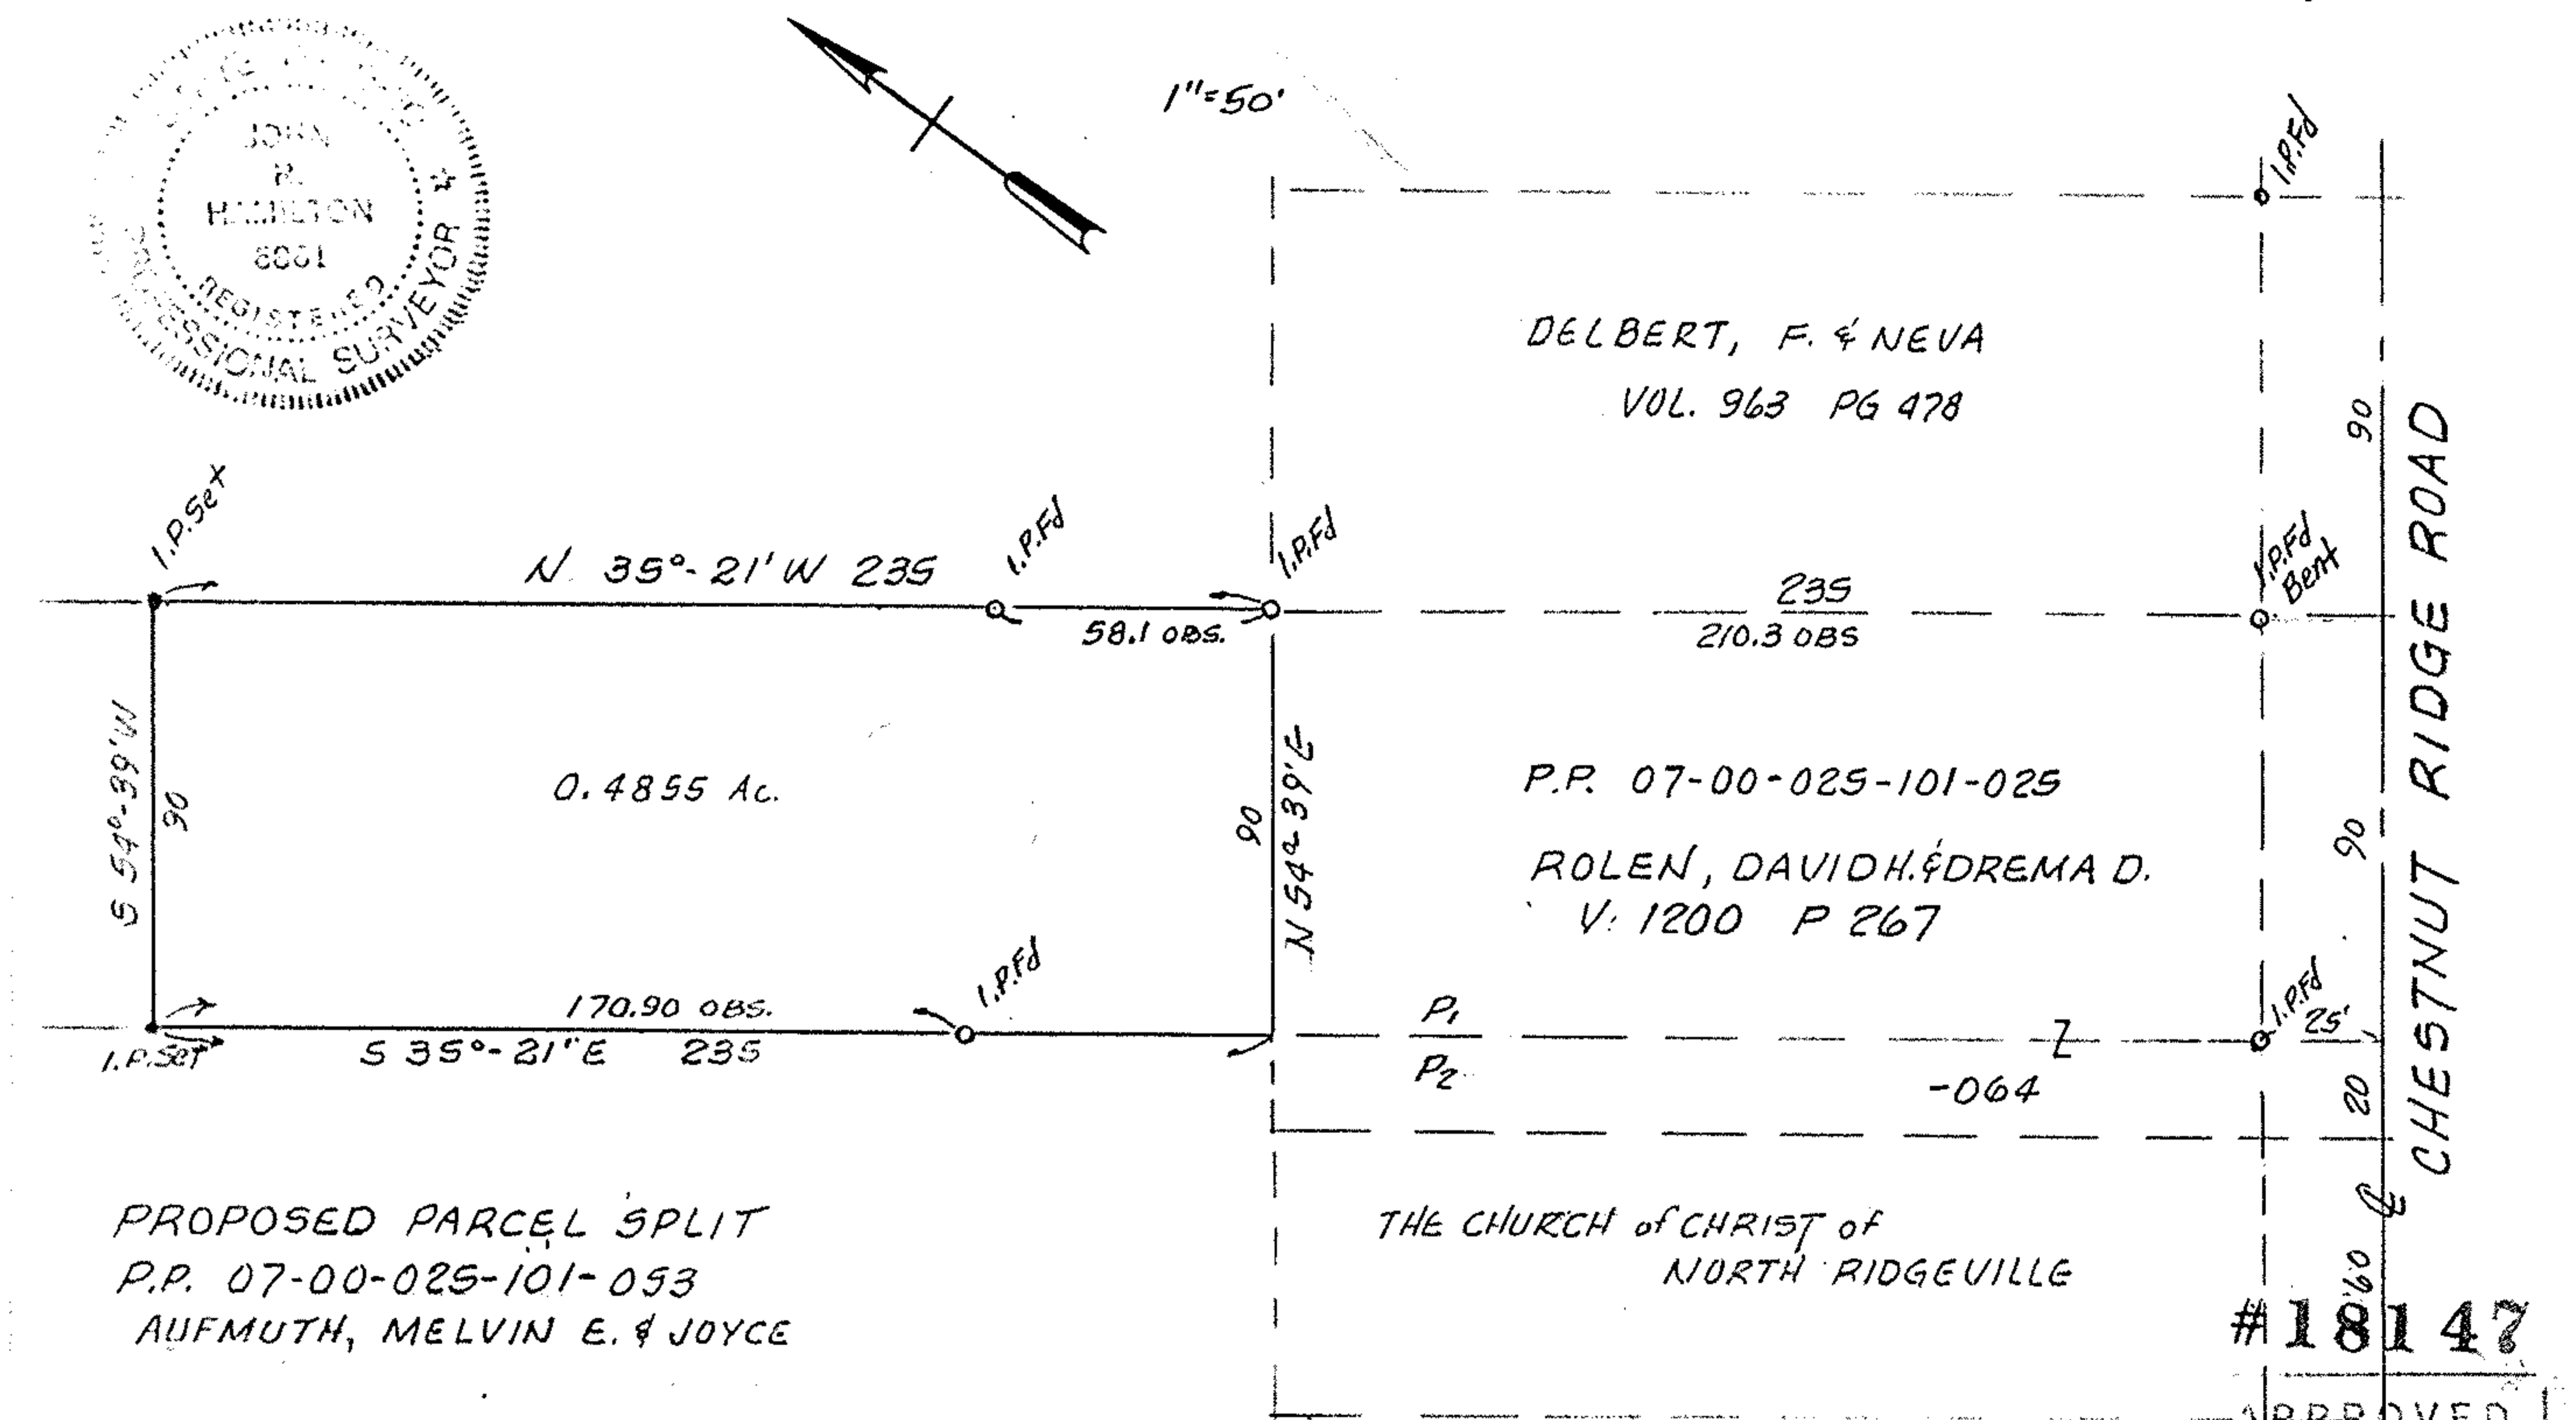 JOHN
R.
HAMILTON
REGISTERED
PROFESSIONAL SURVEYOR
1"=50'
I.P.Fd
DELBERT, F. & NEVA
VOL. 963 PG 478
90
CHESTNUT RIDGE ROAD
I.P.Set
N. 35°-21'W 235
I.P.Fd
I.P.Fd
58.1 OBS.
235
210.3 OBS
I.P.Fd
Bent
S 54°-39'W
90
0.4855 Ac.
90
N 54°-39'E
P.P. 07-00-025-101-025
ROLEN, DAVID H. & DREMA D.
V. 1200 P 267
90
I.P.Fd
170.90 OBS.
I.P.Set
S 35°-21"E 235
P1
P2
Z
I.P.Fd
25'
-064
20
℄
PROPOSED PARCEL SPLIT
P.P. 07-00-025-101-053
AUFMUTH, MELVIN E. & JOYCE
THE CHURCH of CHRIST of
NORTH RIDGEVILLE
#18147
APPROVED